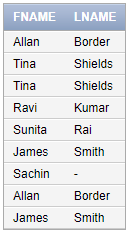 FNAME LNAME
Allan Border
Tina Shields
Tina Shields
Ravi Kumar
Sunita Rai
James Smith
Sachin -
Allan Border
James Smith